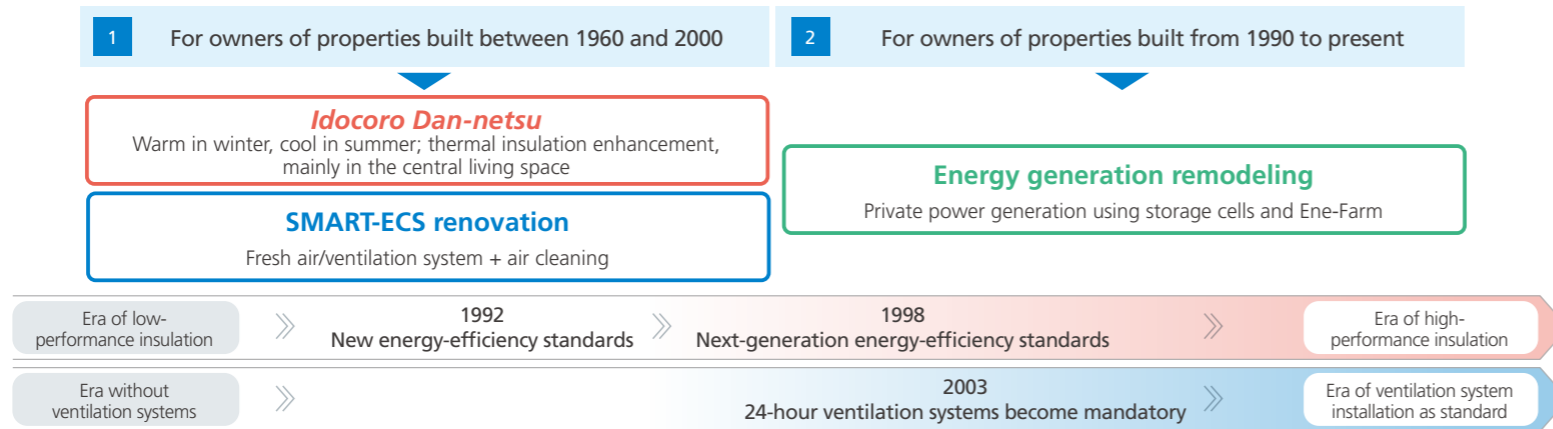 1
For owners of properties built between 1960 and 2000
2
For owners of properties built from 1990 to present
Idocoro Dan-netsu
Warm in winter, cool in summer; thermal insulation enhancement,
mainly in the central living space
SMART-ECS renovation
Fresh air/ventilation system + air cleaning
Energy generation remodeling
Private power generation using storage cells and Ene-Farm
Era of low-
performance insulation
1992
New energy-efficiency standards
1998
Next-generation energy-efficiency standards
Era of high-
performance insulation
Era without
ventilation systems
2003
24-hour ventilation systems become mandatory
Era of ventilation system
installation as standard